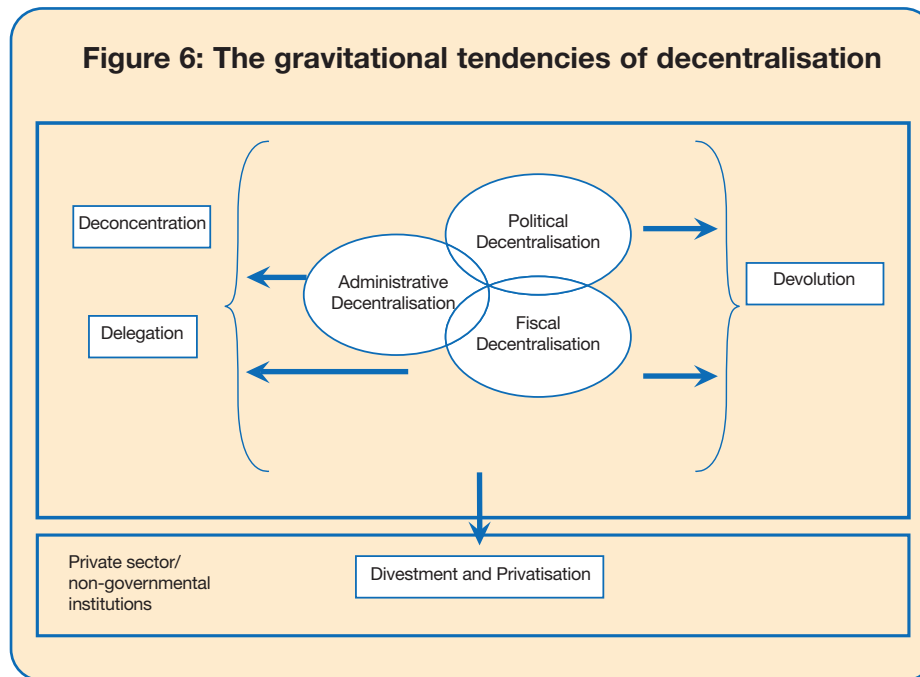 Figure 6: The gravitational tendencies of decentralisation
Deconcentration
Delegation
Administrative
Decentralisation
Political
Decentralisation
Fiscal
Decentralisation
Devolution
Private sector/
non-governmental
institutions
Divestment and Privatisation